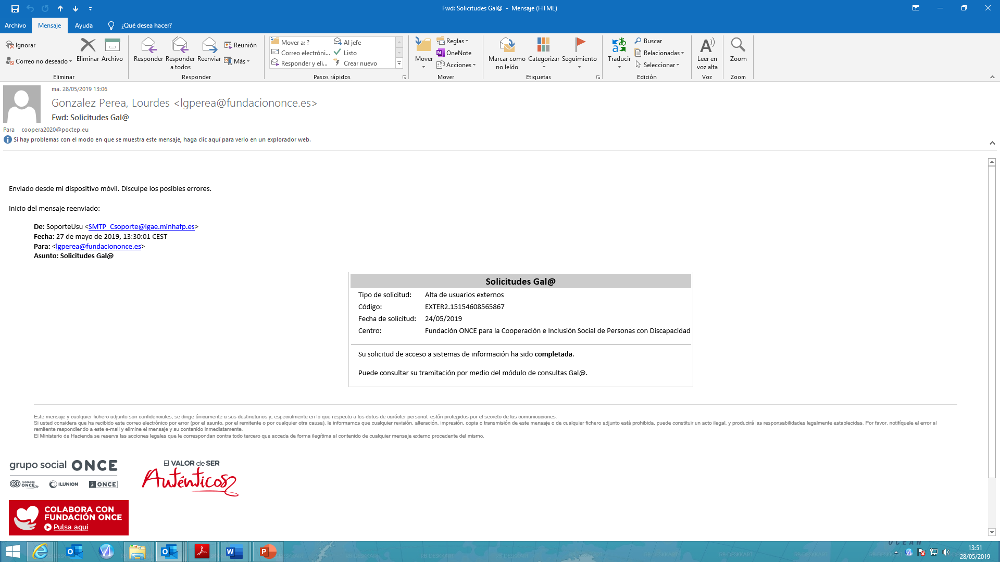 Fwd: Solicitudes Gal@  -  Mensaje (HTML)
Archivo
Mensaje
Ayuda
¿Qué desea hacer?
Ignorar
Correo no deseado
Eliminar
Archivo
Eliminar
Responder
Responder a todos
Reenviar
Reunión
Más
Responder
Mover a: ?
Correo electróni...
Responder y eli...
Al jefe
Listo
Crear nuevo
Pasos rápidos
Mover
Reglas
OneNote
Acciones
Mover
Marcar como no leído
Categorizar
Seguimiento
Etiquetas
Traducir
Buscar
Relacionadas
Seleccionar
Edición
Leer en voz alta
Voz
Zoom
Zoom
ma. 28/05/2019 13:06
Gonzalez Perea, Lourdes <lgperea@fundaciononce.es>
Fwd: Solicitudes Gal@
Para coopera2020@poctep.eu
Si hay problemas con el modo en que se muestra este mensaje, haga clic aquí para verlo en un explorador web.
Enviado desde mi dispositivo móvil. Disculpe los posibles errores.
Inicio del mensaje reenviado:
De: SoporteUsu <SMTP_Csoporte@igae.minhafp.es>
Fecha: 27 de mayo de 2019, 13:30:01 CEST
Para: <lgperea@fundaciononce.es>
Asunto: Solicitudes Gal@
Solicitudes Gal@
Tipo de solicitud: Alta de usuarios externos
Código: EXTER2.15154608565867
Fecha de solicitud: 24/05/2019
Centro: Fundación ONCE para la Cooperación e Inclusión Social de Personas con Discapacidad
Su solicitud de acceso a sistemas de información ha sido completada.
Puede consultar su tramitación por medio del módulo de consultas Gal@.
Este mensaje y cualquier fichero adjunto son confidenciales, se dirige únicamente a sus destinatarios y, especialmente en lo que respecta a los datos de carácter personal, están protegidos por el secreto de las comunicaciones.
Si usted considera que ha recibido este correo electrónico por error (por el asunto, por el remitente o por cualquier otra causa), le informamos que cualquier revisión, alteración, impresión, copia o transmisión de este mensaje o de cualquier fichero adjunto está prohibida, puede constituir un acto ilegal, y producirá las responsabilidades legalmente establecidas. Por favor, notifíquele el error al
remitente respondiendo a este e-mail y elimine el mensaje y su contenido inmediatamente.
El Ministerio de Hacienda se reserva las acciones legales que le correspondan contra todo tercero que acceda de forma ilegítima al contenido de cualquier mensaje externo procedente del mismo.
grupo social ONCE
Fundación ONCE
ILUNION
ONCE
El VALOR de SER
Auténticos
COLABORA CON
FUNDACIÓN ONCE
Pulsa aquí
OCEAN
13:51
28/05/2019